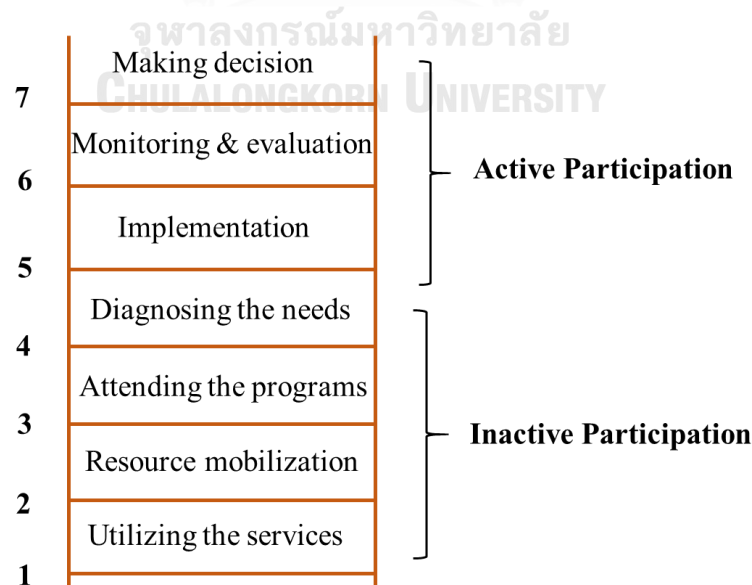 จุฬาลงกรณ์มหาวิทยาลัย
CHULALONGKORN UNIVERSITY
Making decision
7
Monitoring & evaluation
Active Participation
6
Implementation
5
Diagnosing the needs
4
Attending the programs
3
Inactive Participation
Resource mobilization
2
Utilizing the services
1